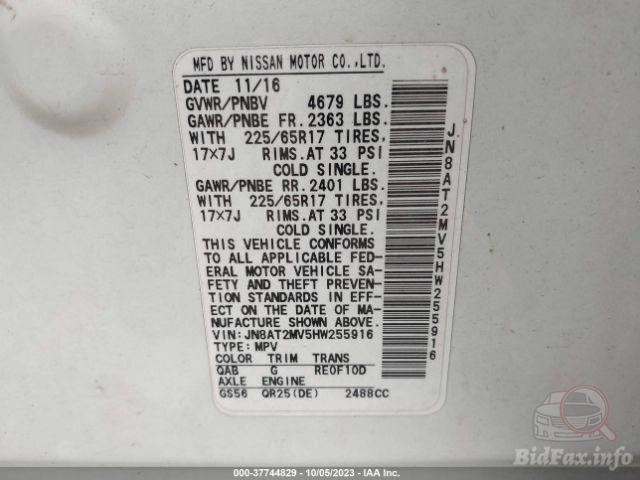 MFD BY NISSAN MOTOR CO.,LTD.
DATE 11/16
GVWR/PNBV 4679 LBS.
GAWR/PNBE FR. 2363 LBS.
WITH 225/65R17 TIRES,
17×7J RIMS. AT 33 PSI
COLD SINGLE.
GAWR/PNBE RR. 2401 LBS.
WITH 225/65R17 TIRES,
17×7J RIMS. AT 33 PSI
COLD SINGLE.
THIS VEHICLE CONFORMS
TO ALL APPLICABLE FED-
ERAL MOTOR VEHICLE SA-
FETY AND THEFT PREVEN-
TION STANDARDS IN EFF-
ECT ON THE DATE OF MA-
NUFACTURE SHOWN ABOVE.
VIN: JN8AT2MV5HW255916
TYPE: MPV
COLOR TRIM TRANS
QAB G RE0F10D
AXLE ENGINE
GS56 QR25(DE) 2488CC
JN8AT2MV5HW255916
000-37744829 - 10/05/2023 - IAA Inc.
BidFax.info